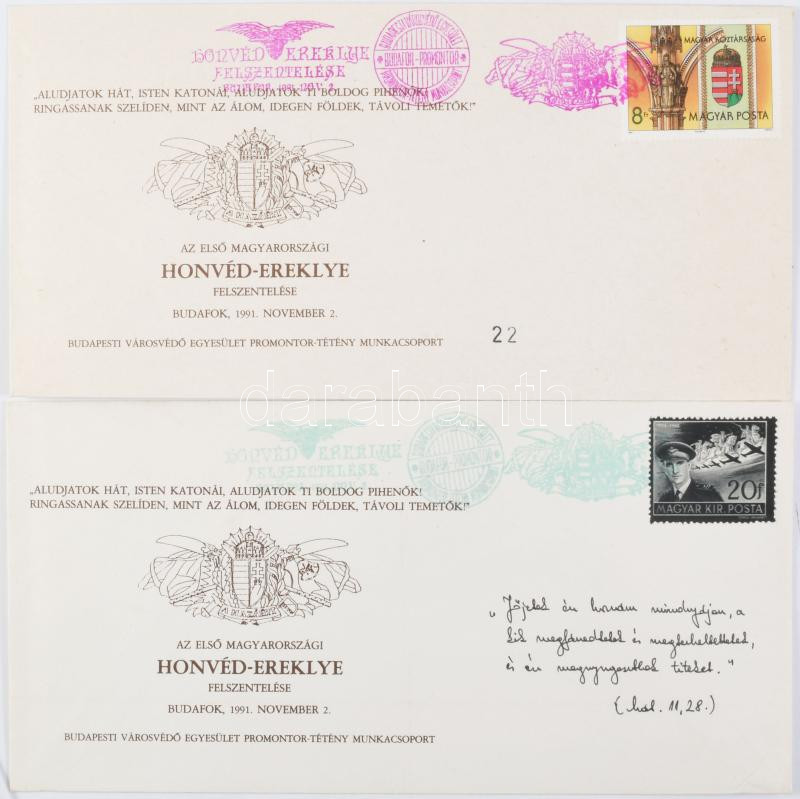 HONVÉD EREKLYE
FELSZENTELÉSE
BUDAFOK-PROMONTOR
MAGYAR KÖZTÁRSASÁG
8 Ft
MAGYAR POSTA
„ALUDJATOK HÁT, ISTEN KATONÁI, ALUDJATOK TI BOLDOG PIHENŐK!
RINGASSANAK SZELÍDEN, MINT AZ ÁLOM, IDEGEN FÖLDEK, TÁVOLI TEMETŐK!"
AZ ELSŐ MAGYARORSZÁGI
HONVÉD-EREKLYE
FELSZENTELÉSE
BUDAFOK, 1991. NOVEMBER 2.
22
BUDAPESTI VÁROSVÉDŐ EGYESÜLET PROMONTOR-TÉTÉNY MUNKACSOPORT
darabanth
HONVÉD EREKLYE
FELSZENTELÉSE
20f
MAGYAR KIR. POSTA
„ALUDJATOK HÁT, ISTEN KATONÁI, ALUDJATOK TI BOLDOG PIHENŐK!
RINGASSANAK SZELÍDEN, MINT AZ ÁLOM, IDEGEN FÖLDEK, TÁVOLI TEMETŐK!"
AZ ELSŐ MAGYARORSZÁGI
HONVÉD-EREKLYE
FELSZENTELÉSE
BUDAFOK, 1991. NOVEMBER 2.
BUDAPESTI VÁROSVÉDŐ EGYESÜLET PROMONTOR-TÉTÉNY MUNKACSOPORT
„Jőjetek én hozzám mindnyájan, a
kik megfáradtatok és megterheltettetek,
és én megnyugosztlak titeket."
11,28.)